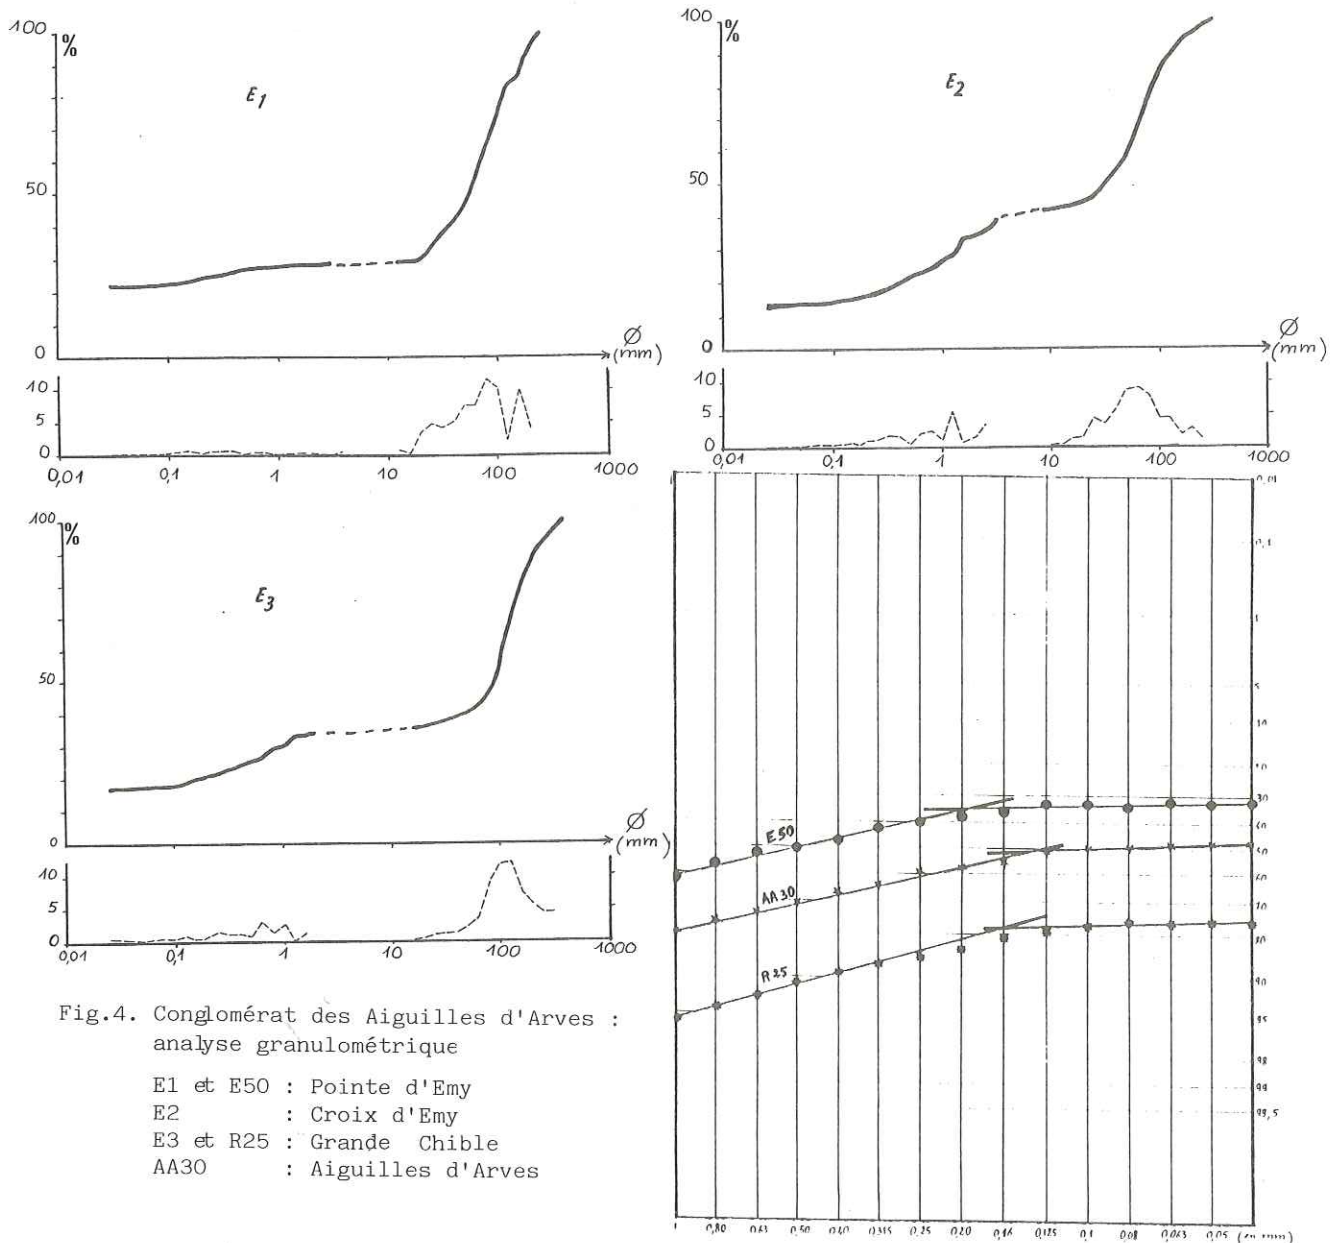 100 %
E1
50
0
Ø (mm)
10
5
0
0,01 0,1 1 10 100 1000
100 %
E2
50
0
Ø (mm)
10
5
0
0,01 0,1 1 10 100 1000
100 %
E3
50
0
Ø (mm)
10
5
0
0,01 0,1 1 10 100 1000
0,01
0,1
1
5
10
30
50
60
90
95
98
99
99,5
E50
AA30
R25
1 0,80 0,63 0,50 0,40 0,315 0,25 0,20 0,16 0,125 0,1 0,08 0,063 0,05
Fig.4. Conglomérat des Aiguilles d'Arves :
analyse granulométrique
E1 et E50 : Pointe d'Emy
E2 : Croix d'Emy
E3 et R25 : Grande Chible
AA30 : Aiguilles d'Arves